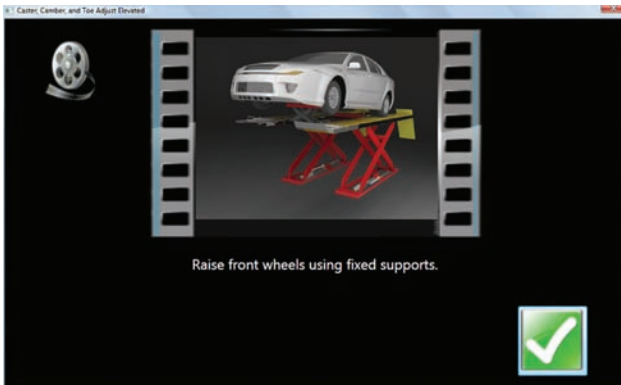 Caster, Camber, and Toe Adjust Elevated
Raise front wheels using fixed supports.